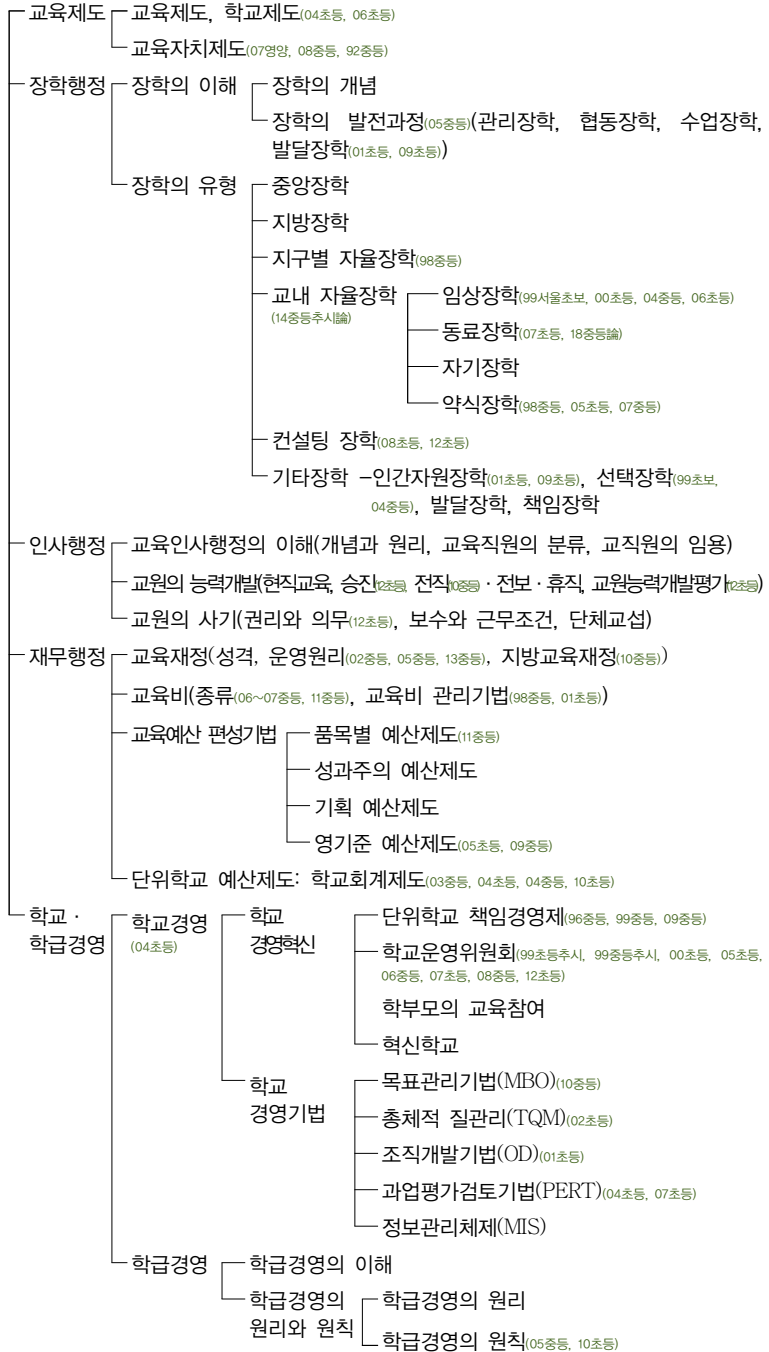 교육제도 교육제도, 학교제도(04초등, 06초등)
교육자치제도(07영양, 08중등, 92중등)
장학행정 장학의 이해 장학의 개념
장학의 발전과정(05중등)(관리장학, 협동장학, 수업장학,
발달장학(01초등, 09초등))
장학의 유형 중앙장학
지방장학
지구별 자율장학(98중등)
교내 자율장학 임상장학(99서울초보, 00초등, 04중등, 06초등)
(14중등추시論)
동료장학(07초등, 18중등論)
자기장학
약식장학(98중등, 05초등, 07중등)
컨설팅 장학(08초등, 12초등)
기타장학 -인간자원장학(01초등, 09초등), 선택장학(99초보,
04중등), 발달장학, 책임장학
인사행정 교육인사행정의 이해(개념과 원리, 교육직원의 분류, 교직원의 임용)
교원의 능력개발(현직교육, 승진(12초등), 전직(10중등)·전보·휴직, 교원능력개발평가(12초등))
교원의 사기(권리와 의무(12초등), 보수와 근무조건, 단체교섭)
재무행정 교육재정(성격, 운영원리(02중등, 05중등, 13중등), 지방교육재정(10중등))
교육비(종류(06~07중등, 11중등), 교육비 관리기법(98중등, 01초등))
교육예산 편성기법 품목별 예산제도(11중등)
성과주의 예산제도
기획 예산제도
영기준 예산제도(05초등, 09중등)
단위학교 예산제도: 학교회계제도(03중등, 04초등, 04중등, 10초등)
학교· 학교경영 학교 단위학교 책임경영제(96중등, 99중등, 09중등)
학급경영 (04초등) 경영혁신
학교운영위원회(99초등추시, 99중등추시, 00초등, 05초등,
06중등, 07초등, 08중등, 12초등)
학부모의 교육참여
혁신학교
학교 목표관리기법(MBO)(10중등)
경영기법
총체적 질관리(TQM)(02초등)
조직개발기법(OD)(01초등)
과업평가검토기법(PERT)(04초등, 07초등)
정보관리체제(MIS)
학급경영 학급경영의 이해
학급경영의 학급경영의 원리
원리와 원칙
학급경영의 원칙(05중등, 10초등)